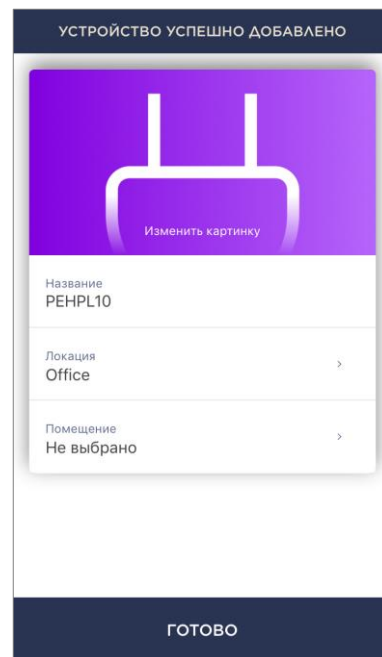 УСТРОЙСТВО УСПЕШНО ДОБАВЛЕНО
Изменить картинку
Название
PEHPL10
Локация
Office
Помещение
Не выбрано
ГОТОВО